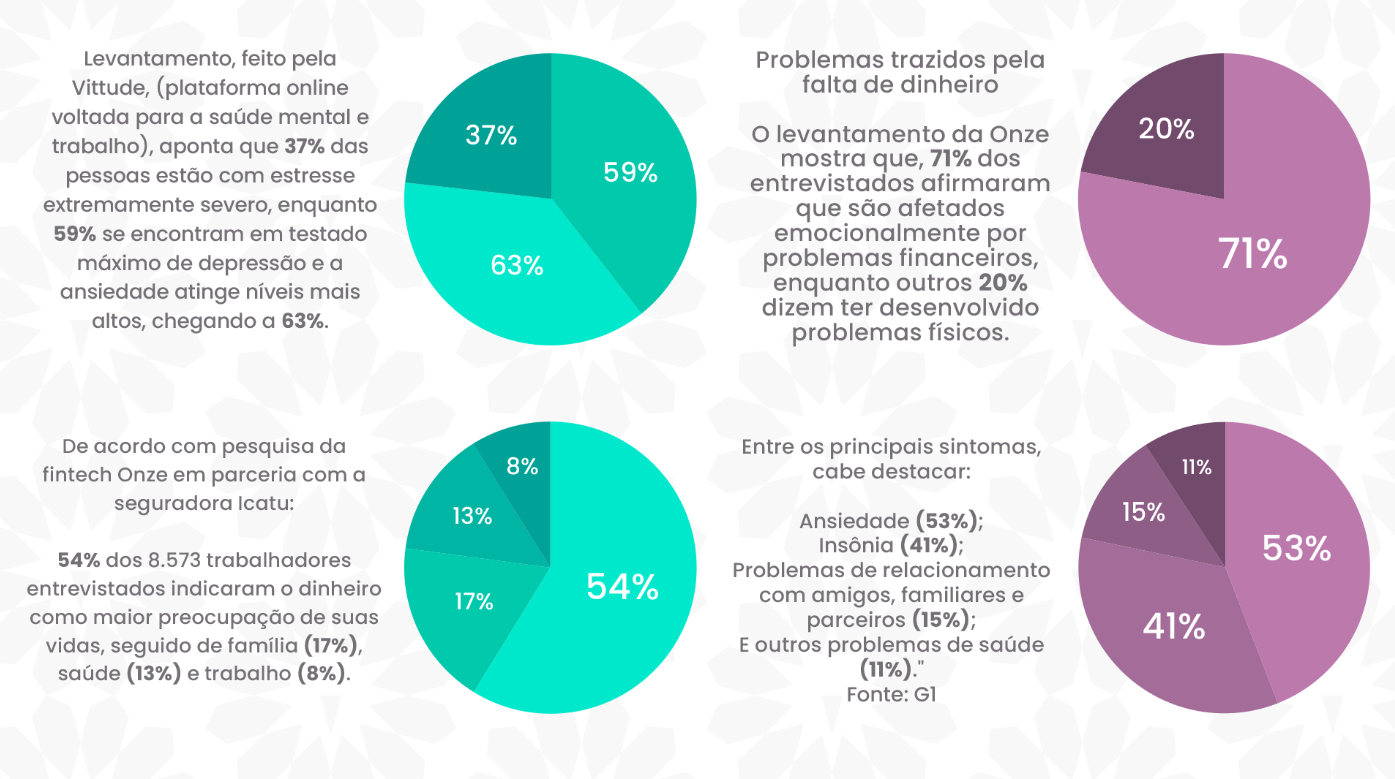 Levantamento, feito pela
Vittude, (plataforma online
voltada para a saúde mental e
trabalho), aponta que 37% das
pessoas estão com estresse
extremamente severo, enquanto
59% se encontram em testado
máximo de depressão e a
ansiedade atinge níveis mais
altos, chegando a 63%.
37%
59%
63%
Problemas trazidos pela
falta de dinheiro
O levantamento da Onze
mostra que, 71% dos
entrevistados afirmaram
que são afetados
emocionalmente por
problemas financeiros,
enquanto outros 20%
dizem ter desenvolvido
problemas físicos.
20%
71%
De acordo com pesquisa da
fintech Onze em parceria com a
seguradora Icatu:
54% dos 8.573 trabalhadores
entrevistados indicaram o dinheiro
como maior preocupação de suas
vidas, seguido de família (17%),
saúde (13%) e trabalho (8%).
8%
13%
17%
54%
Entre os principais sintomas,
cabe destacar:
Ansiedade (53%);
Insônia (41%);
Problemas de relacionamento
com amigos, familiares e
parceiros (15%);
E outros problemas de saúde
(11%)."
Fonte: G1
11%
15%
53%
41%